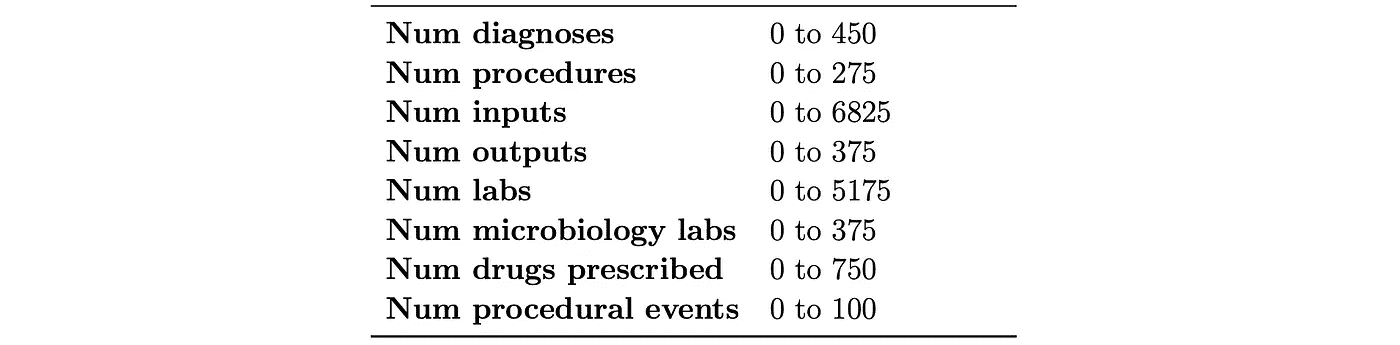 Num diagnoses 0 to 450
Num procedures 0 to 275
Num inputs 0 to 6825
Num outputs 0 to 375
Num labs 0 to 5175
Num microbiology labs 0 to 375
Num drugs prescribed 0 to 750
Num procedural events 0 to 100